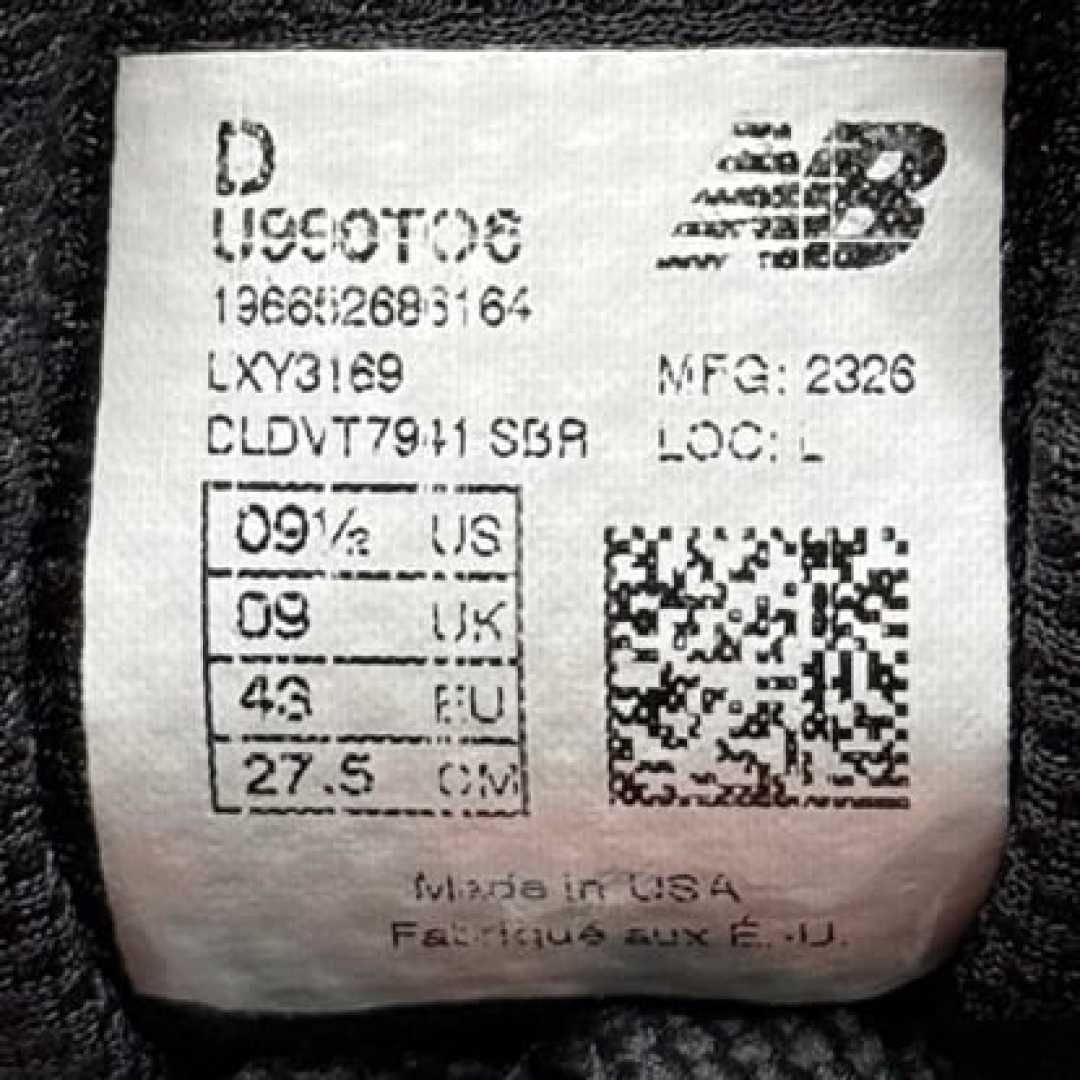 D
U990TO6
196652686164
LXY3169
MFG: 2326
CLDVT7941 SBR
LOC: L
09½ US
09 UK
43 EU
27.5 CM
Made in USA
Fabriqué aux É.-U.
NB